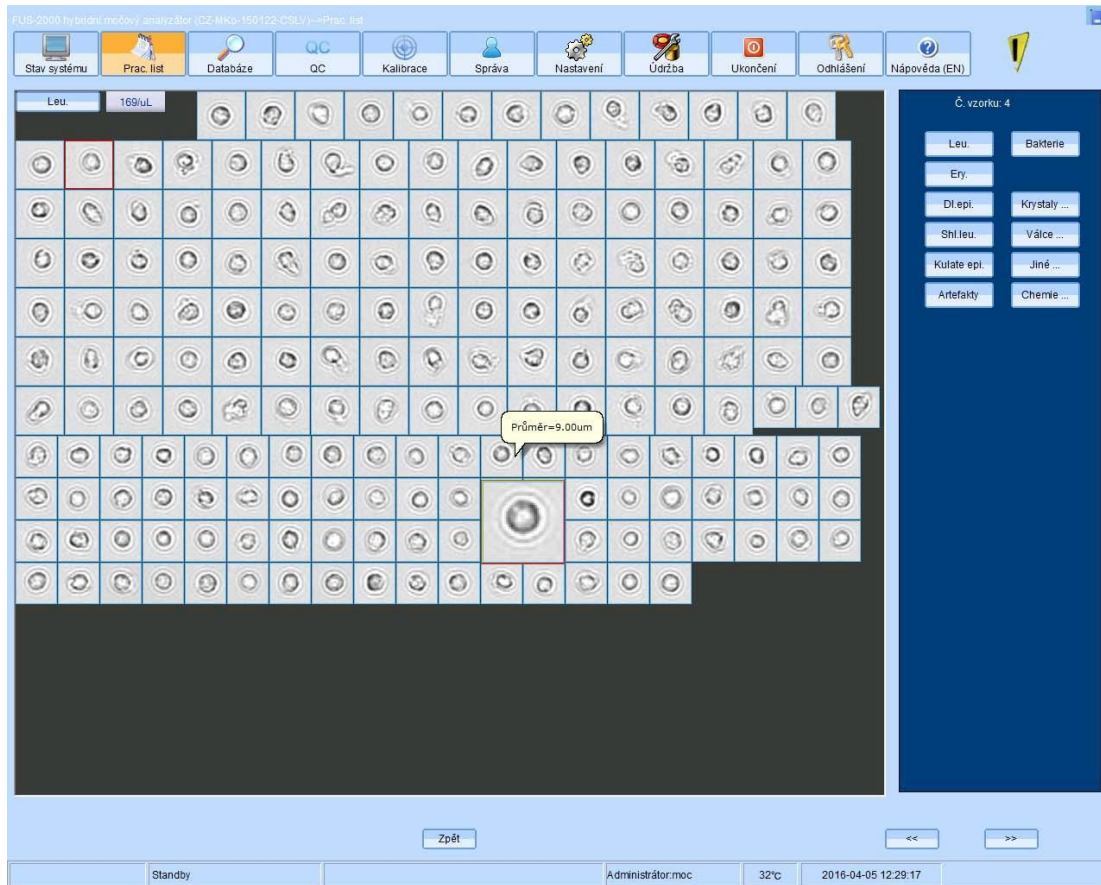 FUS-2000 hybridní močový analyzátor (CZ-MKb-150122-CSLV)-->Prac. list
Stav systému Prac. list Databáze QC QC Kalibrace Správa Nastavení Údržba Ukončení Odhlášení Nápověda (EN)
Leu. 169/uL
Č. vzorku: 4
Leu. Bakterie
Ery.
Dl.epi. Krystaly ...
Shl.leu. Válce ...
Kulate epi. Jiné ...
Artefakty Chemie ...
Průměr=9.00um
Zpět << >>
Standby Administrátor:moc 32°C 2016-04-05 12:29:17